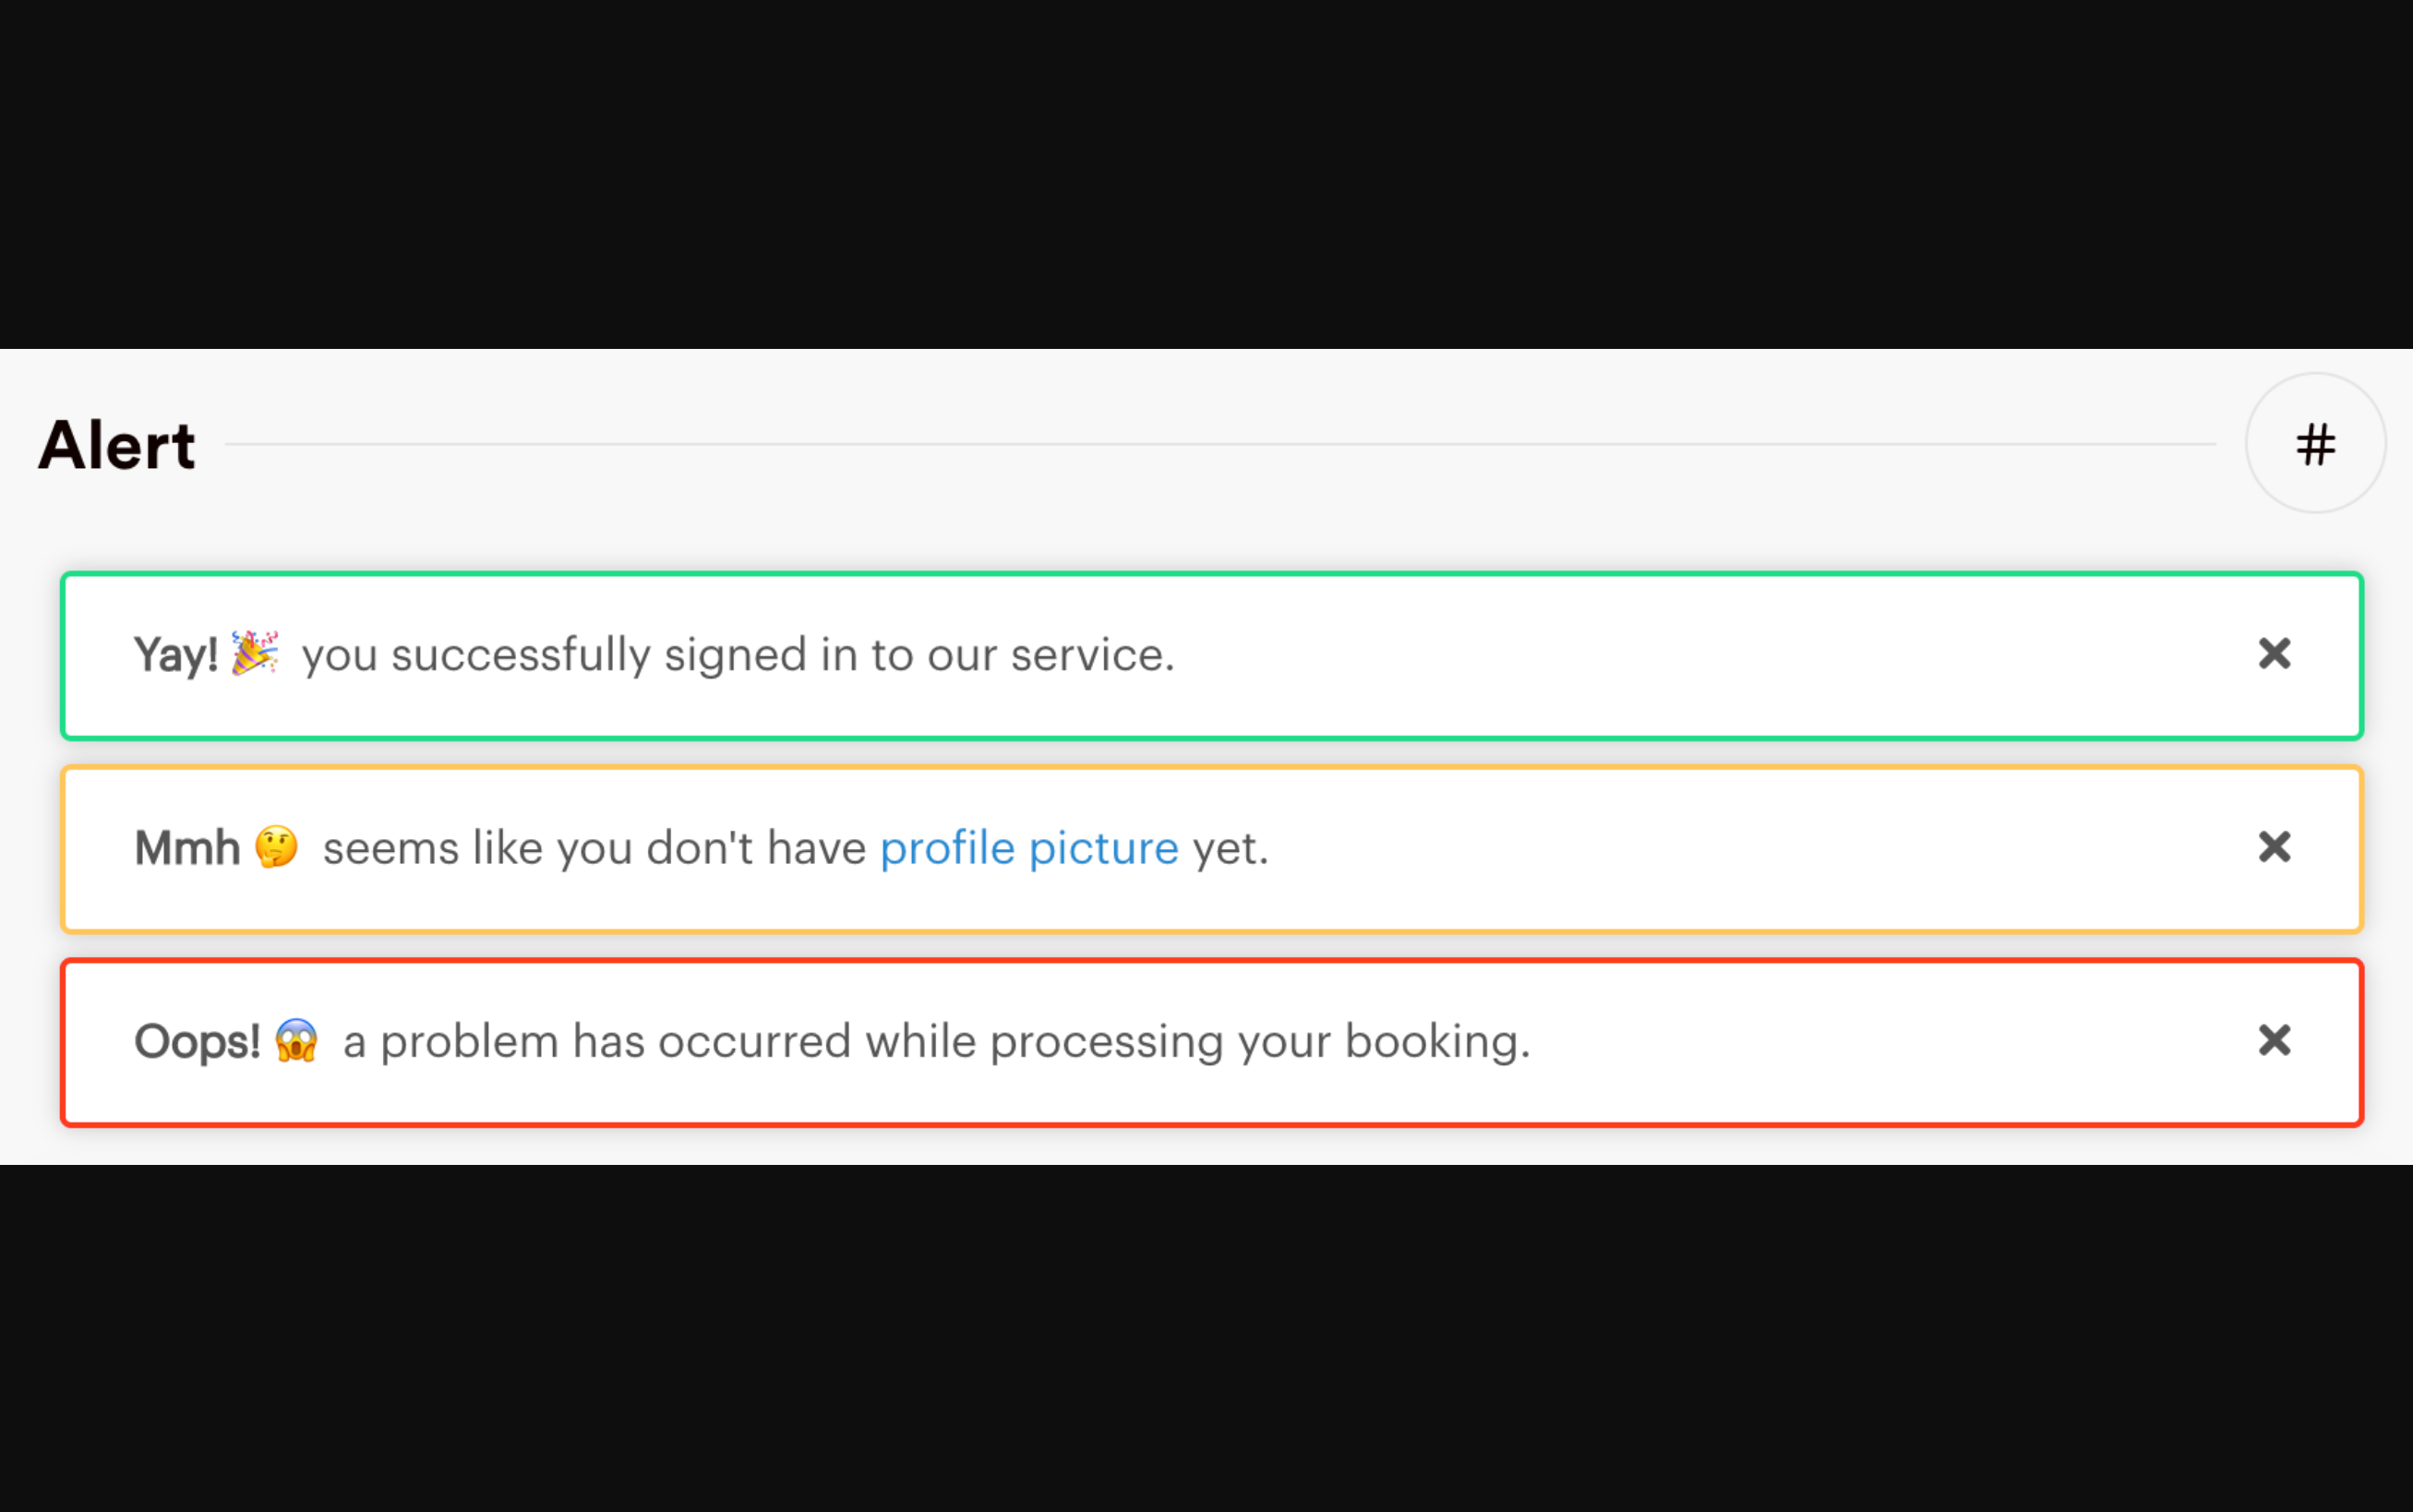 Alert
#
Yay! 🎉 you successfully signed in to our service.
Mmh 🤔 seems like you don't have profile picture yet.
Oops! 😱 a problem has occurred while processing your booking.